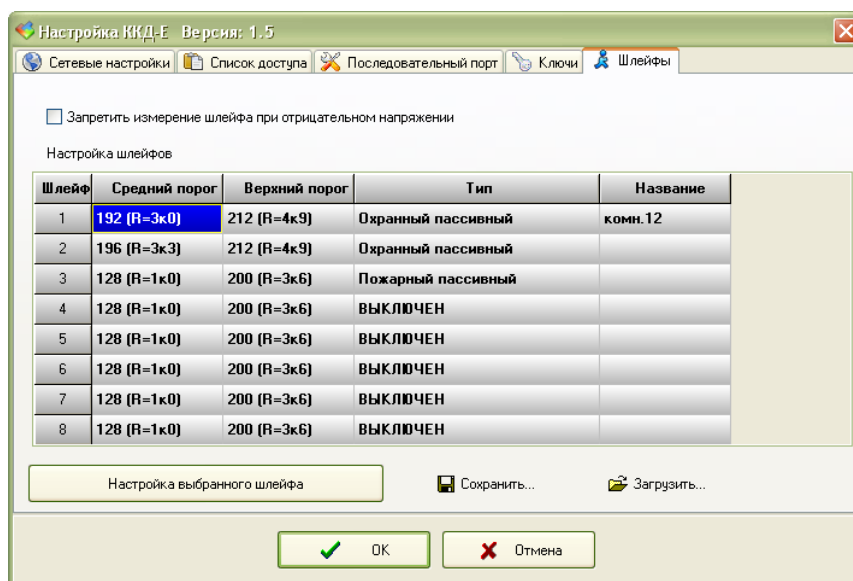 Настройка ККД-Е Версия: 1.5
Сетевые настройки Список доступа Последовательный порт Ключи Шлейфы
Запретить измерение шлейфа при отрицательном напряжении
Настройка шлейфов
Шлейф Средний порог Верхний порог Тип Название
1 192 (R=3к0) 212 (R=4к9) Охранный пассивный комн.12
2 196 (R=3к3) 212 (R=4к9) Охранный пассивный
3 128 (R=1к0) 200 (R=3к6) Пожарный пассивный
4 128 (R=1к0) 200 (R=3к6) ВЫКЛЮЧЕН
5 128 (R=1к0) 200 (R=3к6) ВЫКЛЮЧЕН
6 128 (R=1к0) 200 (R=3к6) ВЫКЛЮЧЕН
7 128 (R=1к0) 200 (R=3к6) ВЫКЛЮЧЕН
8 128 (R=1к0) 200 (R=3к6) ВЫКЛЮЧЕН
Настройка выбранного шлейфа Сохранить... Загрузить...
OK Отмена